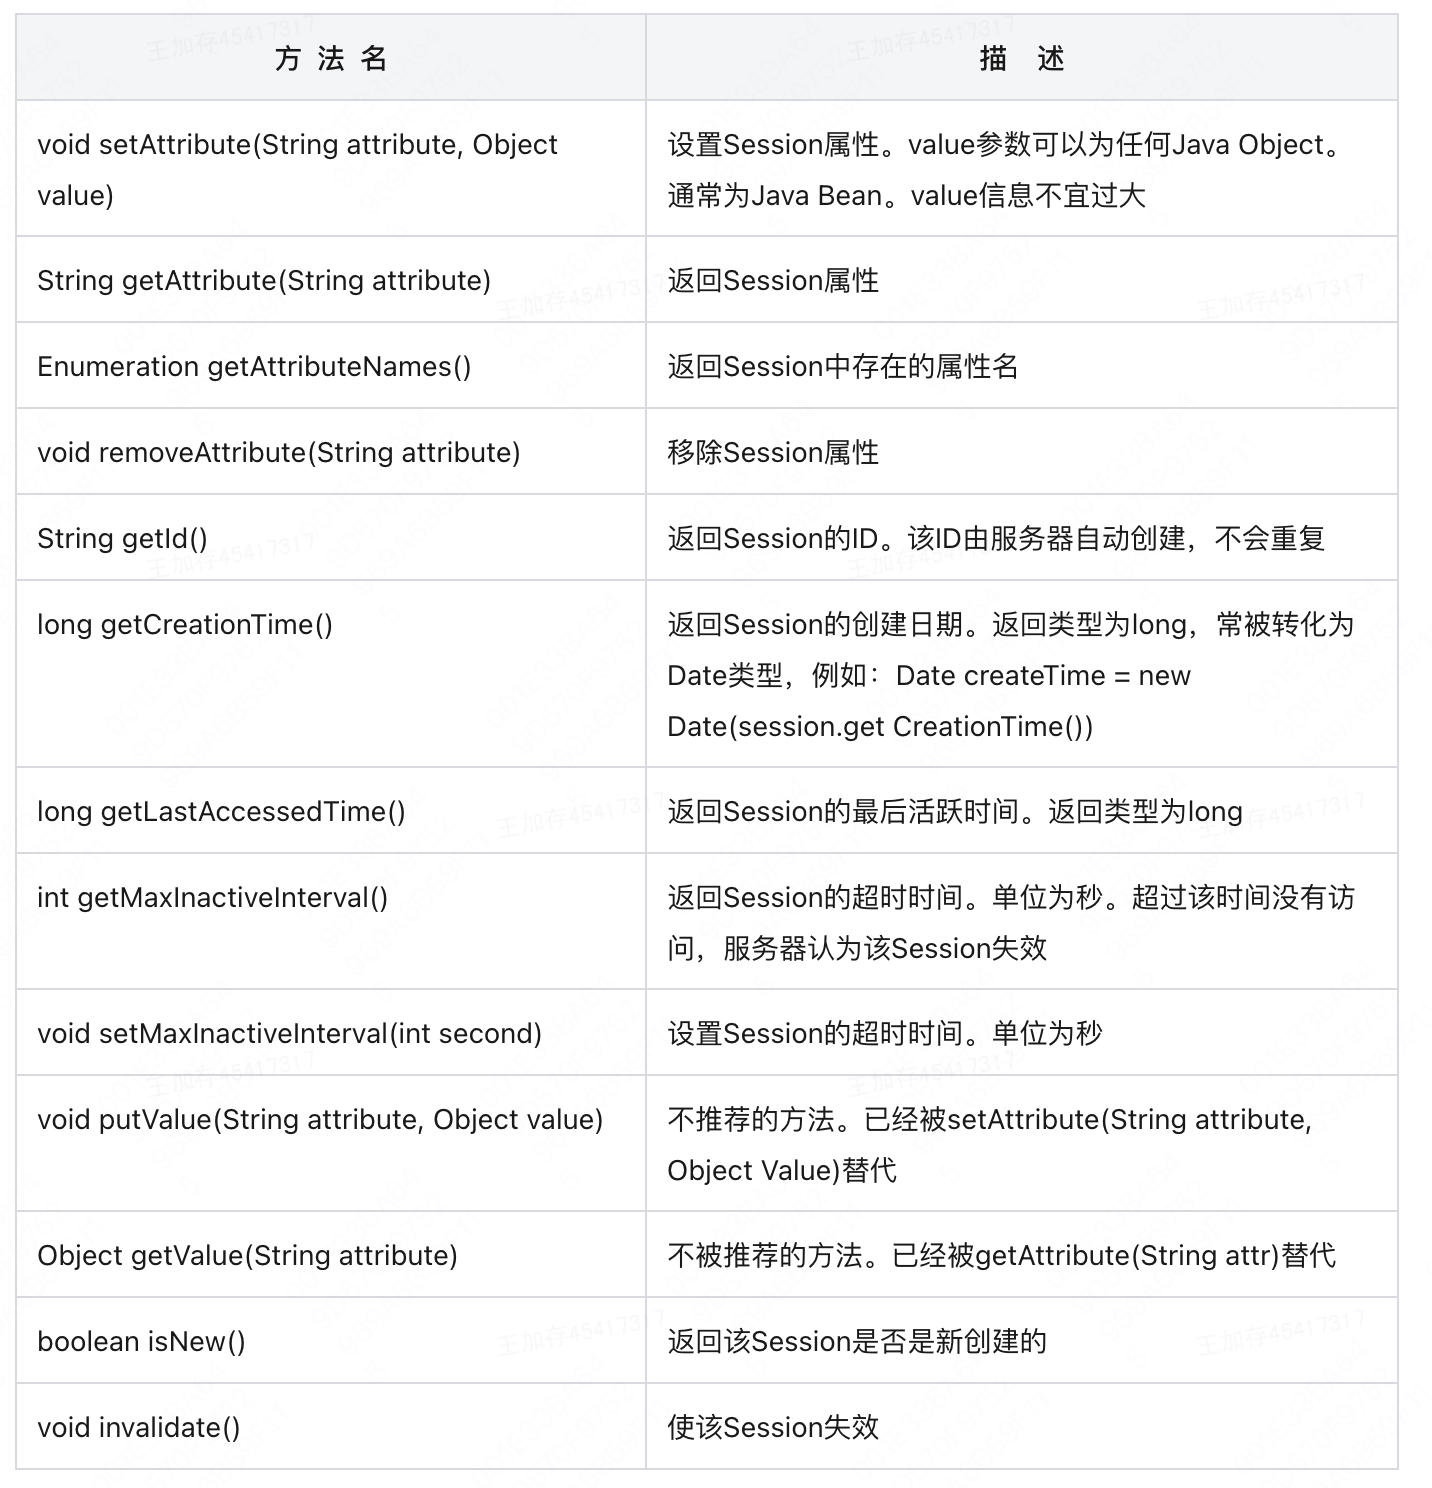 方 法 名
描 述
void setAttribute(String attribute, Object
value)
设置Session属性。value参数可以为任何Java Object。
通常为Java Bean。value信息不宜过大
String getAttribute(String attribute)
返回Session属性
Enumeration getAttributeNames()
返回Session中存在的属性名
void removeAttribute(String attribute)
移除Session属性
String getId()
返回Session的ID。该ID由服务器自动创建，不会重复
long getCreationTime()
返回Session的创建日期。返回类型为long，常被转化为
Date类型，例如：Date createTime = new
Date(session.get CreationTime())
long getLastAccessedTime()
返回Session的最后活跃时间。返回类型为long
int getMaxInactiveInterval()
返回Session的超时时间。单位为秒。超过该时间没有访
问，服务器认为该Session失效
void setMaxInactiveInterval(int second)
设置Session的超时时间。单位为秒
void putValue(String attribute, Object value)
不推荐的方法。已经被setAttribute(String attribute,
Object Value)替代
Object getValue(String attribute)
不被推荐的方法。已经被getAttribute(String attr)替代
boolean isNew()
返回该Session是否是新创建的
void invalidate()
使该Session失效
王加存45417317